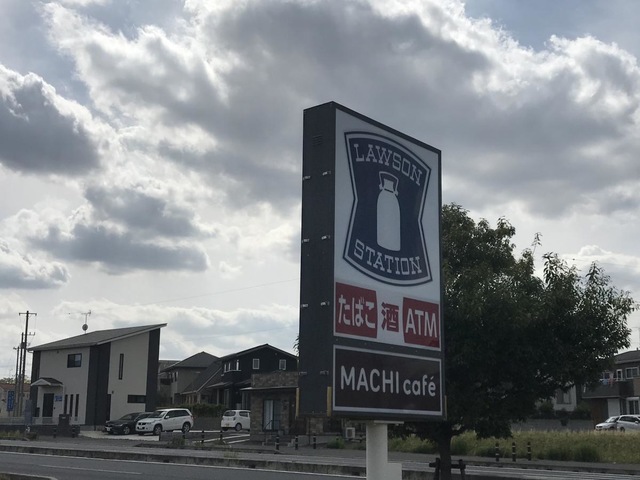 LAWSON
STATION
たばこ 酒 ATM
MACHI café